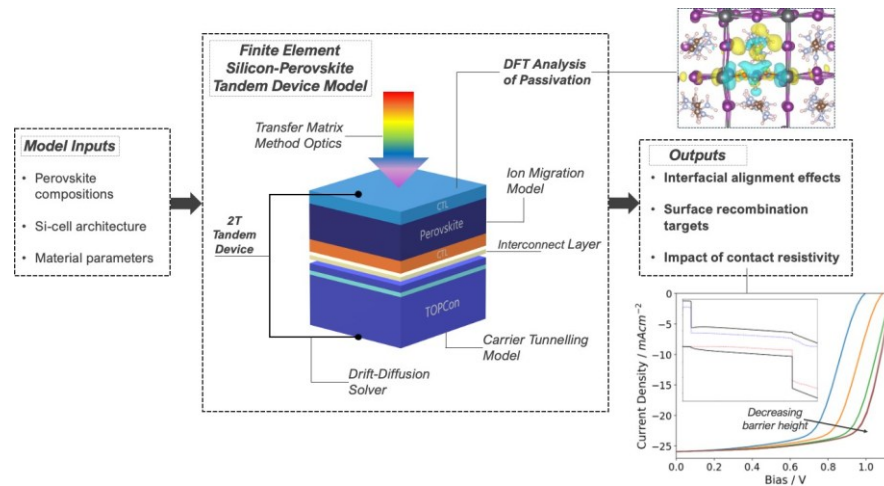 Finite Element
Silicon-Perovskite
Tandem Device Model
DFT Analysis
of Passivation
Transfer Matrix
Method Optics
Model Inputs
• Perovskite
compositions
• Si-cell architecture
• Material parameters
2T
Tandem
Device
CTL
Perovskite
CTL
TOPCon
Ion Migration
Model
Interconnect Layer
Carrier Tunnelling
Model
Drift-Diffusion
Solver
Outputs
• Interfacial alignment effects
• Surface recombination
targets
• Impact of contact resistivity
Current Density / mAcm⁻²
0
−5
−10
−15
−20
−25
Decreasing
barrier height
0.0 0.2 0.4 0.6 0.8 1.0
Bias / V